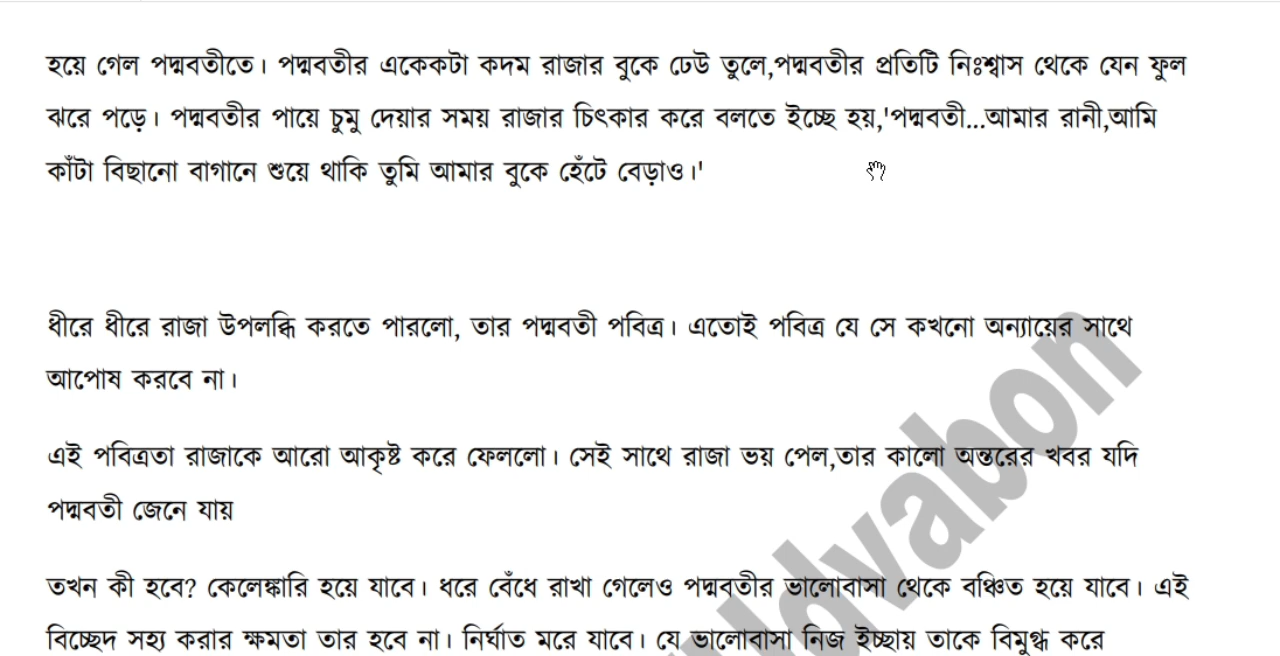 হয়ে গেল পদ্মবতীতে। পদ্মবতীর একেকটা কদম রাজার বুকে ঢেউ তুলে,পদ্মবতীর প্রতিটি নিঃশ্বাস থেকে যেন ফুল
ঝরে পড়ে। পদ্মবতীর পায়ে চুমু দেয়ার সময় রাজার চিৎকার করে বলতে ইচ্ছে হয়,'পদ্মবতী...আমার রানী,আমি
কাঁটা বিছানো বাগানে শুয়ে থাকি তুমি আমার বুকে হেঁটে বেড়াও।'
ধীরে ধীরে রাজা উপলব্ধি করতে পারলো, তার পদ্মবতী পবিত্র। এতোই পবিত্র যে সে কখনো অন্যায়ের সাথে
আপোষ করবে না।
এই পবিত্রতা রাজাকে আরো আকৃষ্ট করে ফেললো। সেই সাথে রাজা ভয় পেল,তার কালো অন্তরের খবর যদি
পদ্মবতী জেনে যায়
তখন কী হবে? কেলেঙ্কারি হয়ে যাবে। ধরে বেঁধে রাখা গেলেও পদ্মবতীর ভালোবাসা থেকে বঞ্চিত হয়ে যাবে। এই
বিচ্ছেদ সহ্য করার ক্ষমতা তার হবে না। নির্ঘাত মরে যাবে। যে ভালোবাসা নিজ ইচ্ছায় তাকে বিমুগ্ধ করে